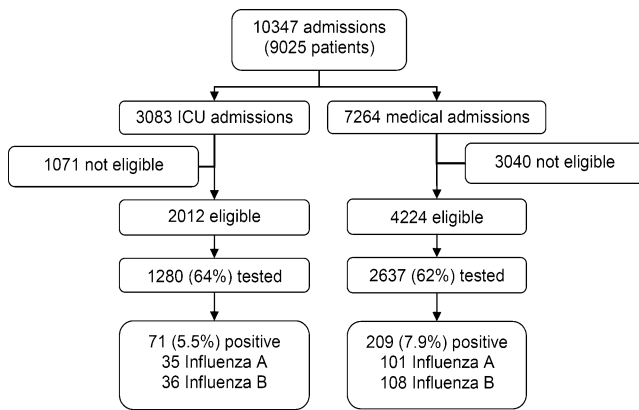 10347 admissions
(9025 patients)
3083 ICU admissions
7264 medical admissions
1071 not eligible
3040 not eligible
2012 eligible
4224 eligible
1280 (64%) tested
2637 (62%) tested
71 (5.5%) positive
35 Influenza A
36 Influenza B
209 (7.9%) positive
101 Influenza A
108 Influenza B